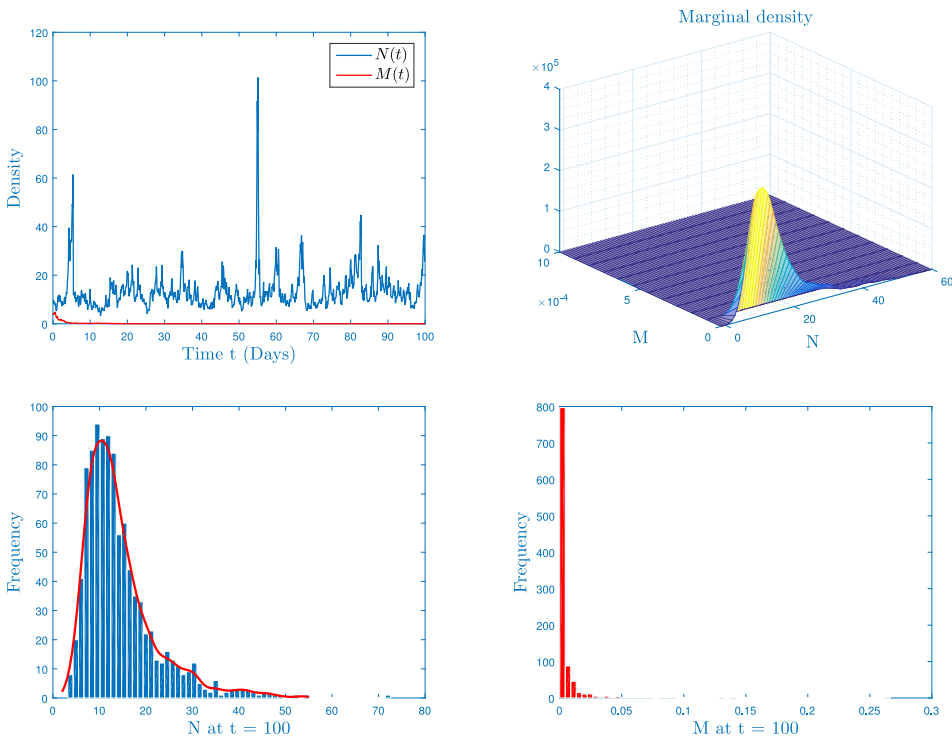 Marginal density
120
100
80
60
40
20
0
Density
N(t)
M(t)
0 10 20 30 40 50 60 70 80 90 100
Time t (Days)
×10^5
4
3
2
1
0
10
5
0
×10^-4
M
0
20
40
60
N
100
90
80
70
60
50
40
30
20
10
0
Frequency
0 10 20 30 40 50 60 70 80
N at t = 100
800
700
600
500
400
300
200
100
0
Frequency
0 0.05 0.1 0.15 0.2 0.25 0.3
M at t = 100